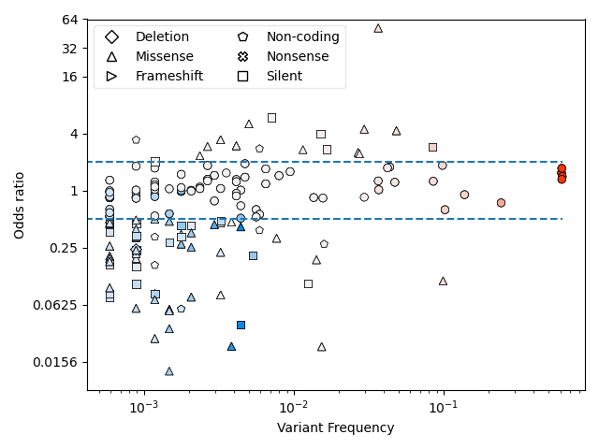 64
32
16
4
1
0.25
0.0625
0.0156
Odds ratio
Deletion
Missense
Frameshift
Non-coding
Nonsense
Silent
10⁻³
10⁻²
10⁻¹
Variant Frequency